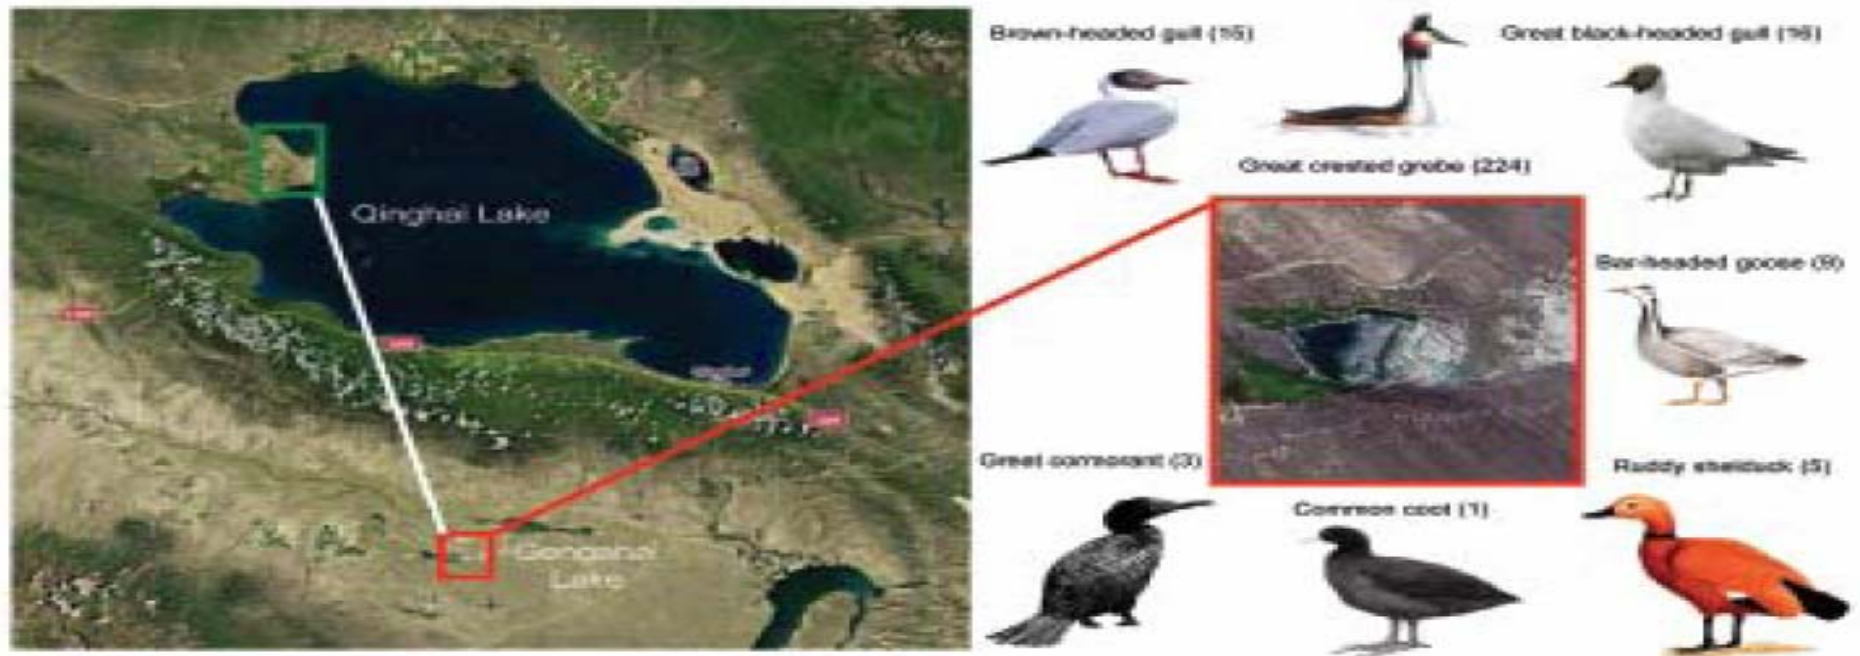 Qinghai Lake
Gengahai
Lake
Brown-headed gull (15)
Great black-headed gull (16)
Great crested grebe (224)
Bar-headed goose (9)
Great cormorant (3)
Ruddy shelduck (5)
Common coot (1)